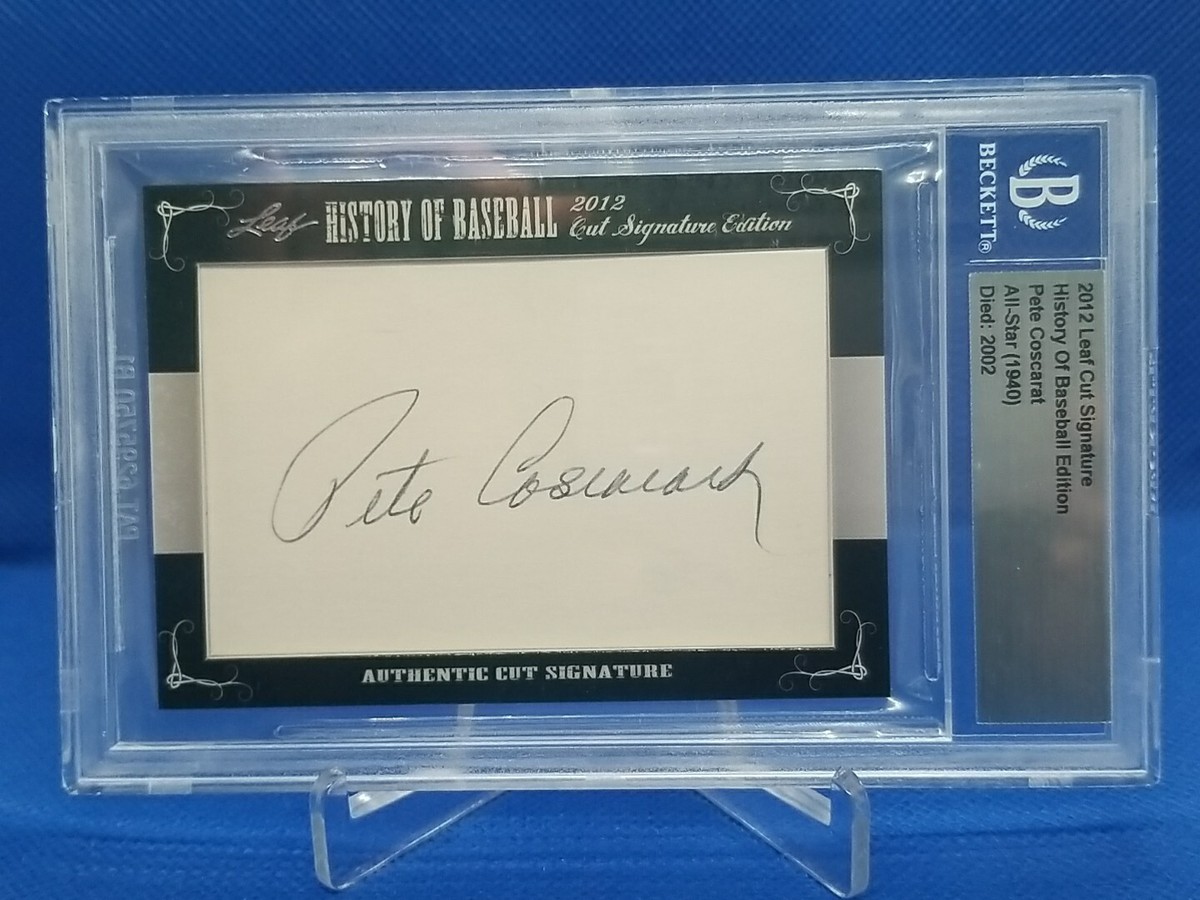 Leaf HISTORY OF BASEBALL 2012
Cut Signature Edition
Pete Coscarart
AUTHENTIC CUT SIGNATURE
B
BECKETT®
2012 Leaf Cut Signature
History Of Baseball Edition
Pete Coscarat
All-Star (1940)
Died: 2002